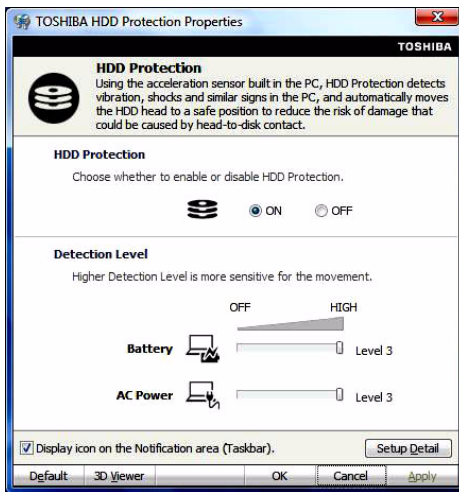 TOSHIBA HDD Protection Properties
TOSHIBA
HDD Protection
Using the acceleration sensor built in the PC, HDD Protection detects
vibration, shocks and similar signs in the PC, and automatically moves
the HDD head to a safe position to reduce the risk of damage that
could be caused by head-to-disk contact.
HDD Protection
Choose whether to enable or disable HDD Protection.
ON OFF
Detection Level
Higher Detection Level is more sensitive for the movement.
OFF HIGH
Battery Level 3
AC Power Level 3
Display icon on the Notification area (Taskbar). Setup Detail
Default 3D Viewer OK Cancel Apply